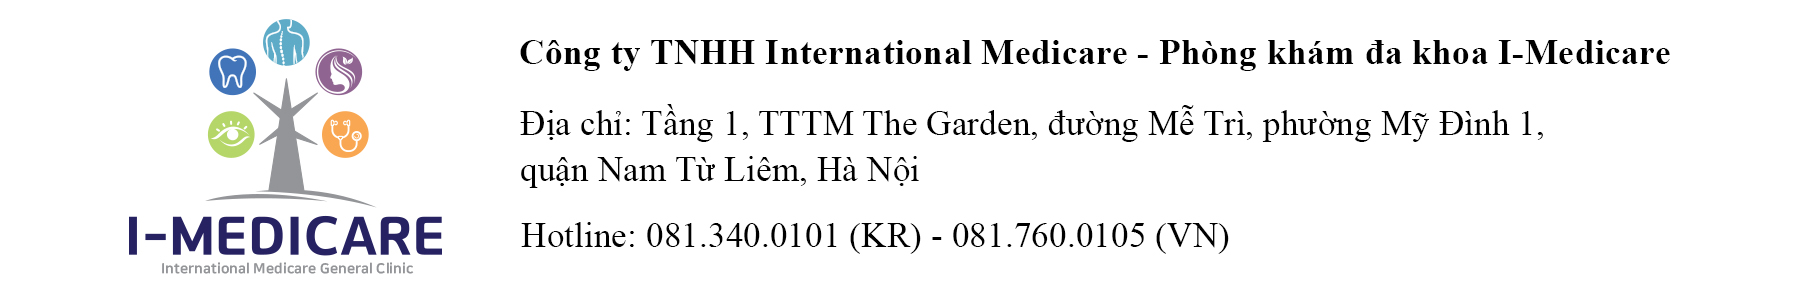 I-MEDICARE
International Medicare General Clinic
Công ty TNHH International Medicare - Phòng khám đa khoa I-Medicare
Địa chỉ: Tầng 1, TTTM The Garden, đường Mễ Trì, phường Mỹ Đình 1,
quận Nam Từ Liêm, Hà Nội
Hotline: 081.340.0101 (KR) - 081.760.0105 (VN)